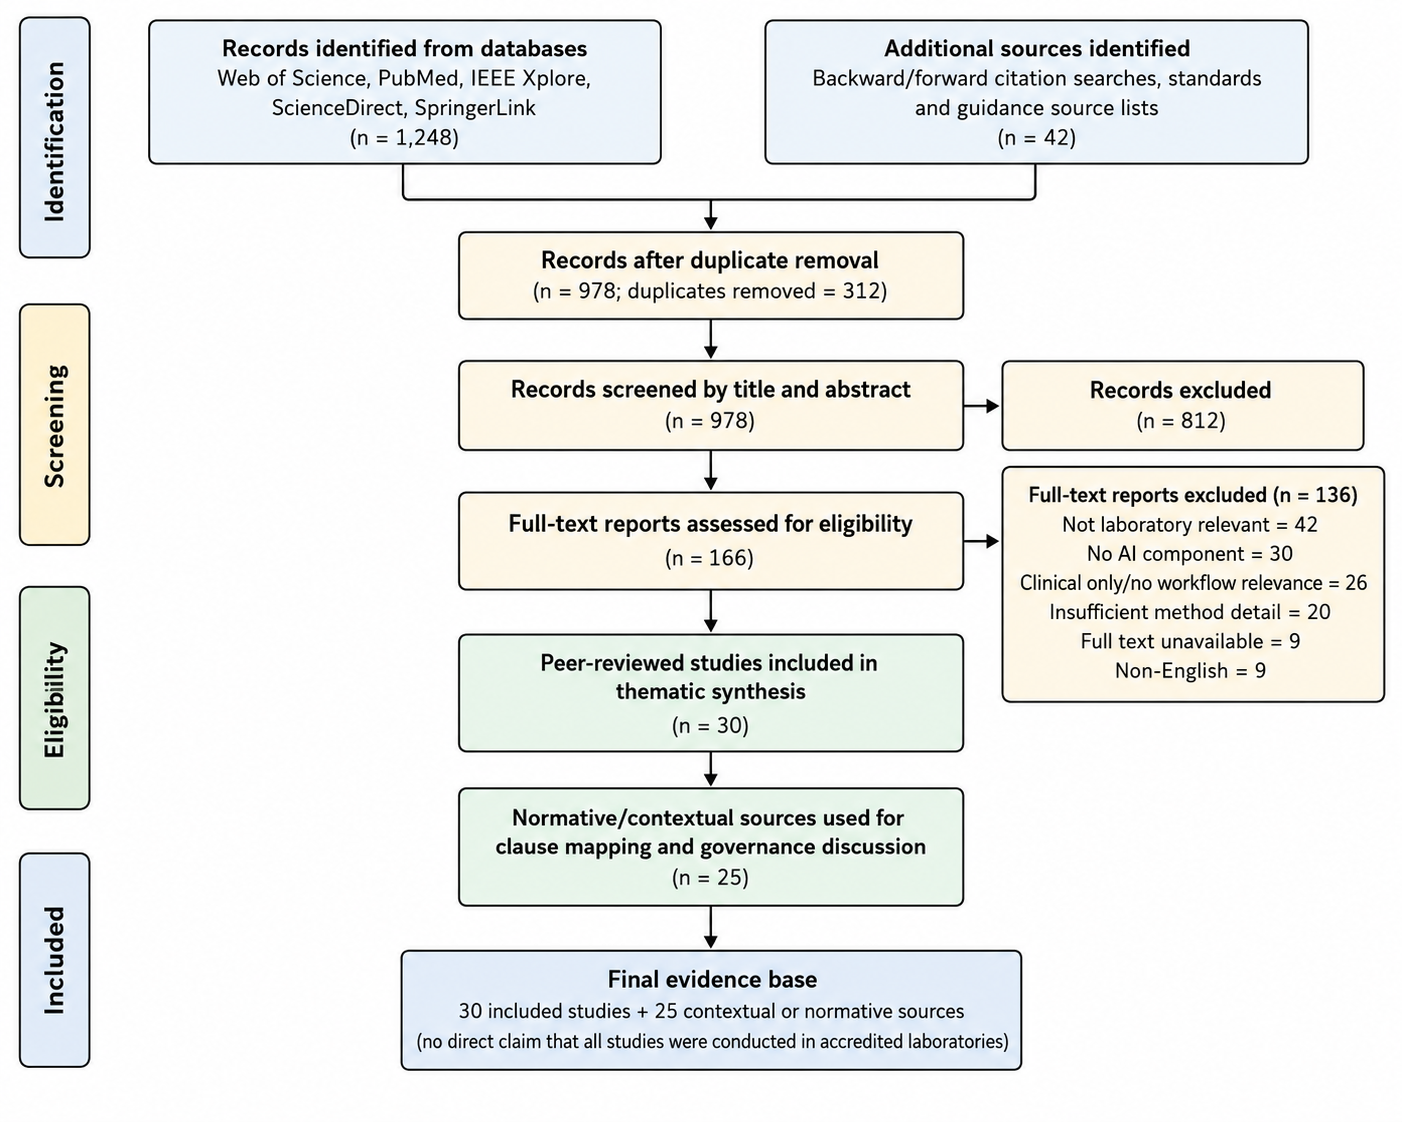 Identification
Records identified from databases
Web of Science, PubMed, IEEE Xplore,
ScienceDirect, SpringerLink
(n = 1,248)
Additional sources identified
Backward/forward citation searches, standards
and guidance source lists
(n = 42)
Records after duplicate removal
(n = 978; duplicates removed = 312)
Screening
Records screened by title and abstract
(n = 978)
Records excluded
(n = 812)
Full-text reports assessed for eligibility
(n = 166)
Full-text reports excluded (n = 136)
Not laboratory relevant = 42
No AI component = 30
Clinical only/no workflow relevance = 26
Insufficient method detail = 20
Full text unavailable = 9
Non-English = 9
Eligibility
Peer-reviewed studies included in
thematic synthesis
(n = 30)
Normative/contextual sources used for
clause mapping and governance discussion
(n = 25)
Included
Final evidence base
30 included studies + 25 contextual or normative sources
(no direct claim that all studies were conducted in accredited laboratories)